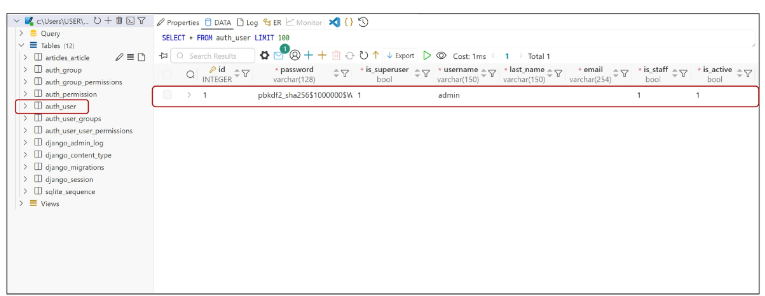 c\Users\USER\...
Query
Tables (12)
articles_article
auth_group
auth_group_permissions
auth_permission
auth_user
auth_user_groups
auth_user_user_permissions
django_admin_log
django_content_type
django_migrations
django_session
sqlite_sequence
Views
Properties DATA Log ER Monitor
SELECT * FROM auth_user LIMIT 100
Search Results 1 Export Cost: 1ms 1 Total 1
id * password * is_superuser * username * last_name * email * is_staff * is_active
INTEGER varchar(128) bool varchar(150) varchar(150) varchar(254) bool bool
1 pbkdf2_sha256$1000000$W 1 admin 1 1